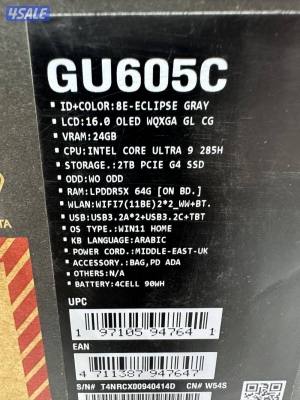 4SALE
GU605C
* ID+COLOR:8E-ECLIPSE GRAY
* LCD:16.0 OLED WQXGA GL CG
* VRAM:24GB
* CPU:INTEL CORE ULTRA 9 285H
* STORAGE.:2TB PCIE G4 SSD
* ODD:WO ODD
* RAM:LPDDR5X 64G [ON BD.]
* WLAN:WIFI7(11BE)2*2_WW+BT.
* USB:USB3.2A*2+USB3.2C+TBT
* OS TYPE.:WIN11 HOME
* KB LANGUAGE:ARABIC
* POWER CORD.:MIDDLE-EAST-UK
* ACCESSORY.:BAG,PD ADA
* OTHERS:N/A
* BATTERY:4CELL 90WH
UPC
1 97105 94764 1
EAN
4 711387 947647
S/N# T4NRCX00940414D CN# W54S
TA